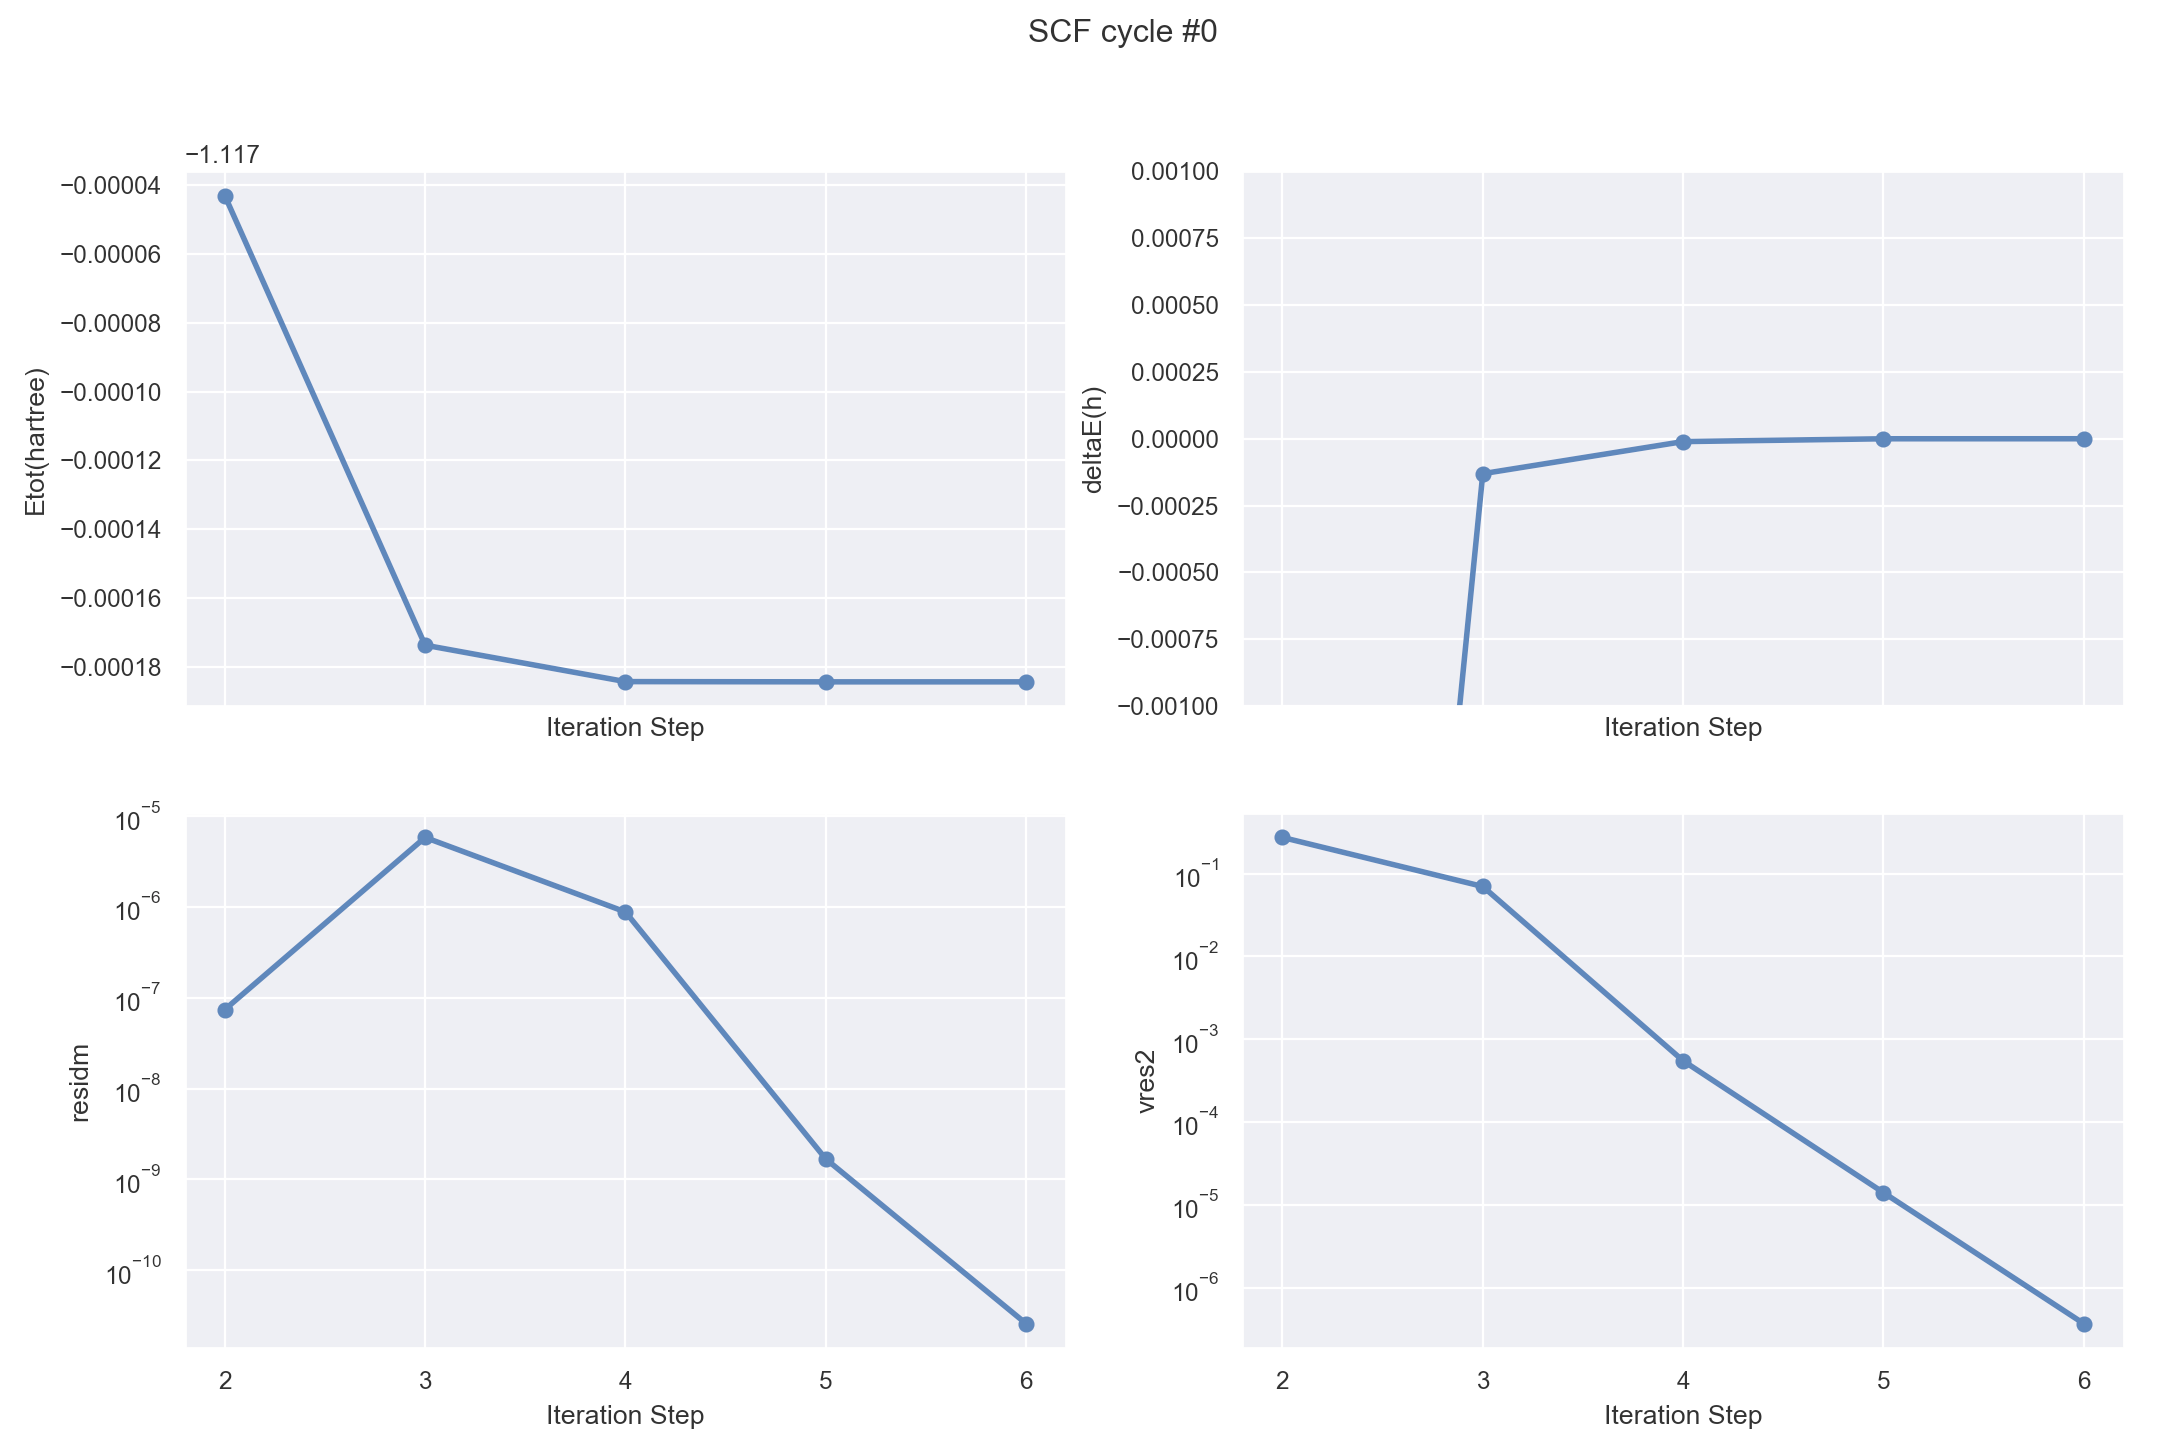 SCF cycle #0
−1.117
−0.00004
−0.00006
−0.00008
−0.00010
−0.00012
−0.00014
−0.00016
−0.00018
Etot(hartree)
Iteration Step
0.00100
0.00075
0.00050
0.00025
0.00000
−0.00025
−0.00050
−0.00075
−0.00100
deltaE(h)
Iteration Step
10⁻⁵
10⁻⁶
10⁻⁷
10⁻⁸
10⁻⁹
10⁻¹⁰
residm
2 3 4 5 6
Iteration Step
10⁻¹
10⁻²
10⁻³
10⁻⁴
10⁻⁵
10⁻⁶
vres2
2 3 4 5 6
Iteration Step